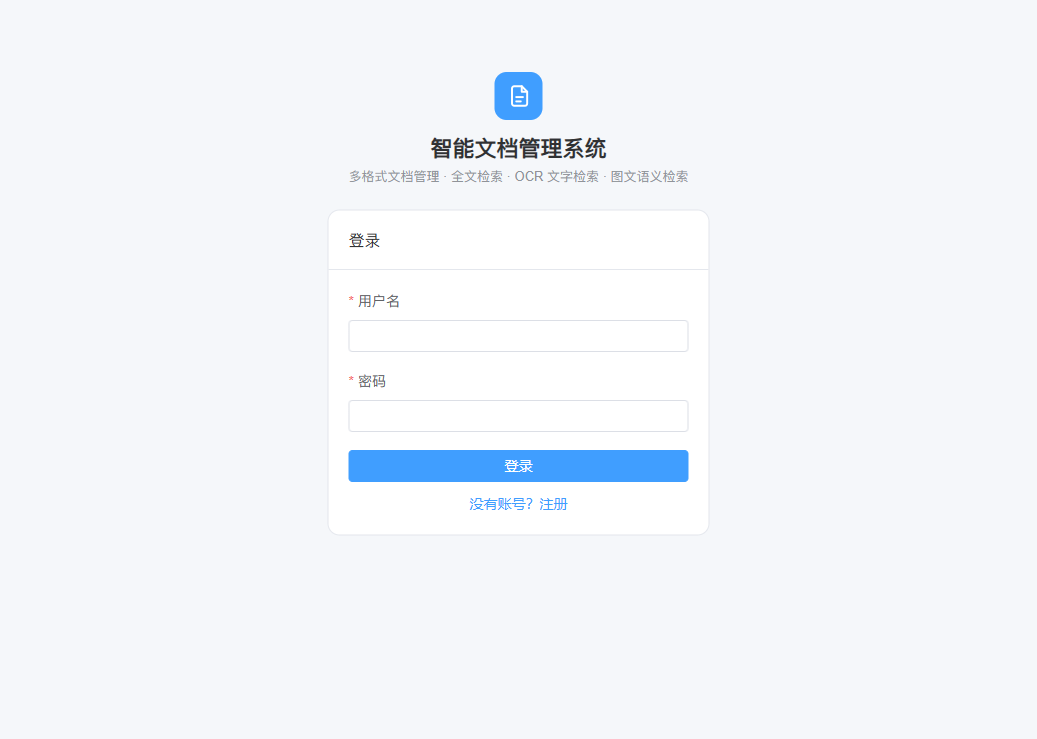 智能文档管理系统
多格式文档管理 · 全文检索 · OCR 文字检索 · 图文语义检索
登录
* 用户名
* 密码
登录
没有账号？注册